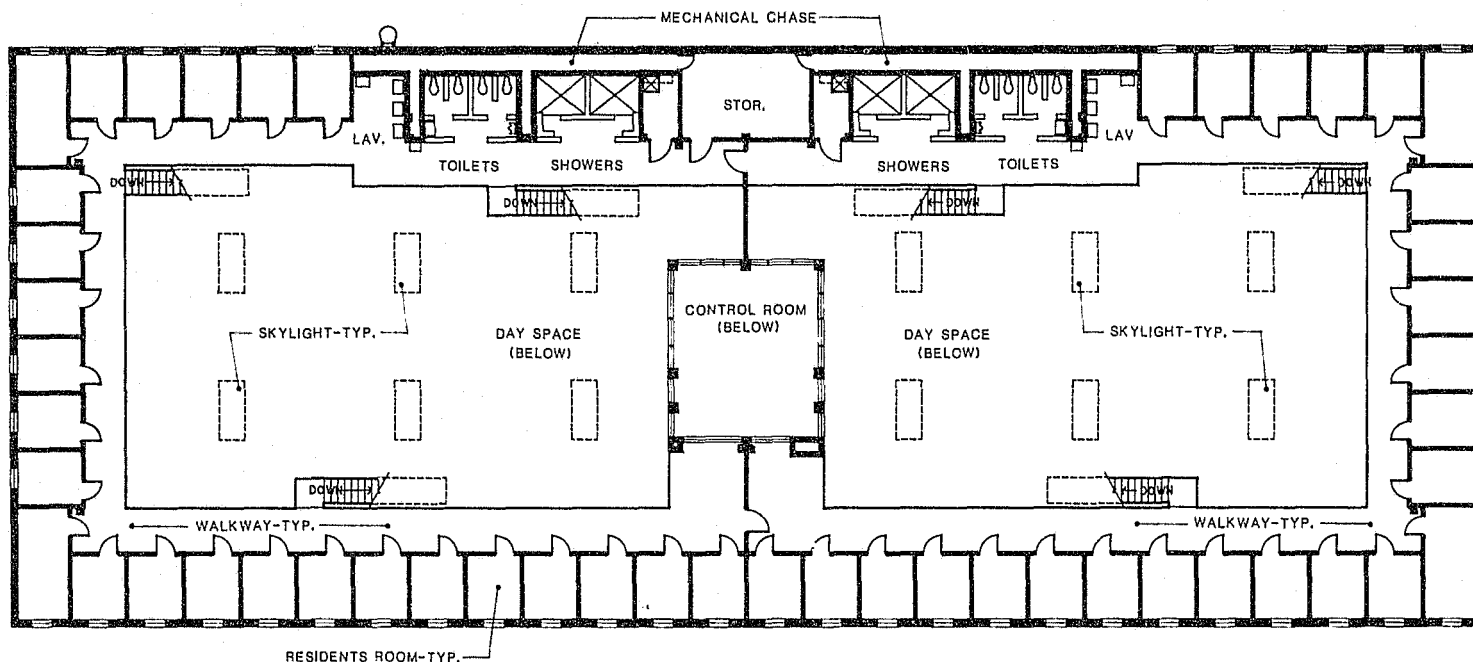 MECHANICAL CHASE
STOR.
LAV.
LAV
TOILETS
SHOWERS
SHOWERS
TOILETS
DOWN
DOWN
DOWN
DOWN
CONTROL ROOM
(BELOW)
SKYLIGHT-TYP.
DAY SPACE
(BELOW)
DAY SPACE
(BELOW)
SKYLIGHT-TYP.
DOWN
DOWN
WALKWAY-TYP.
WALKWAY-TYP.
RESIDENTS ROOM-TYP.